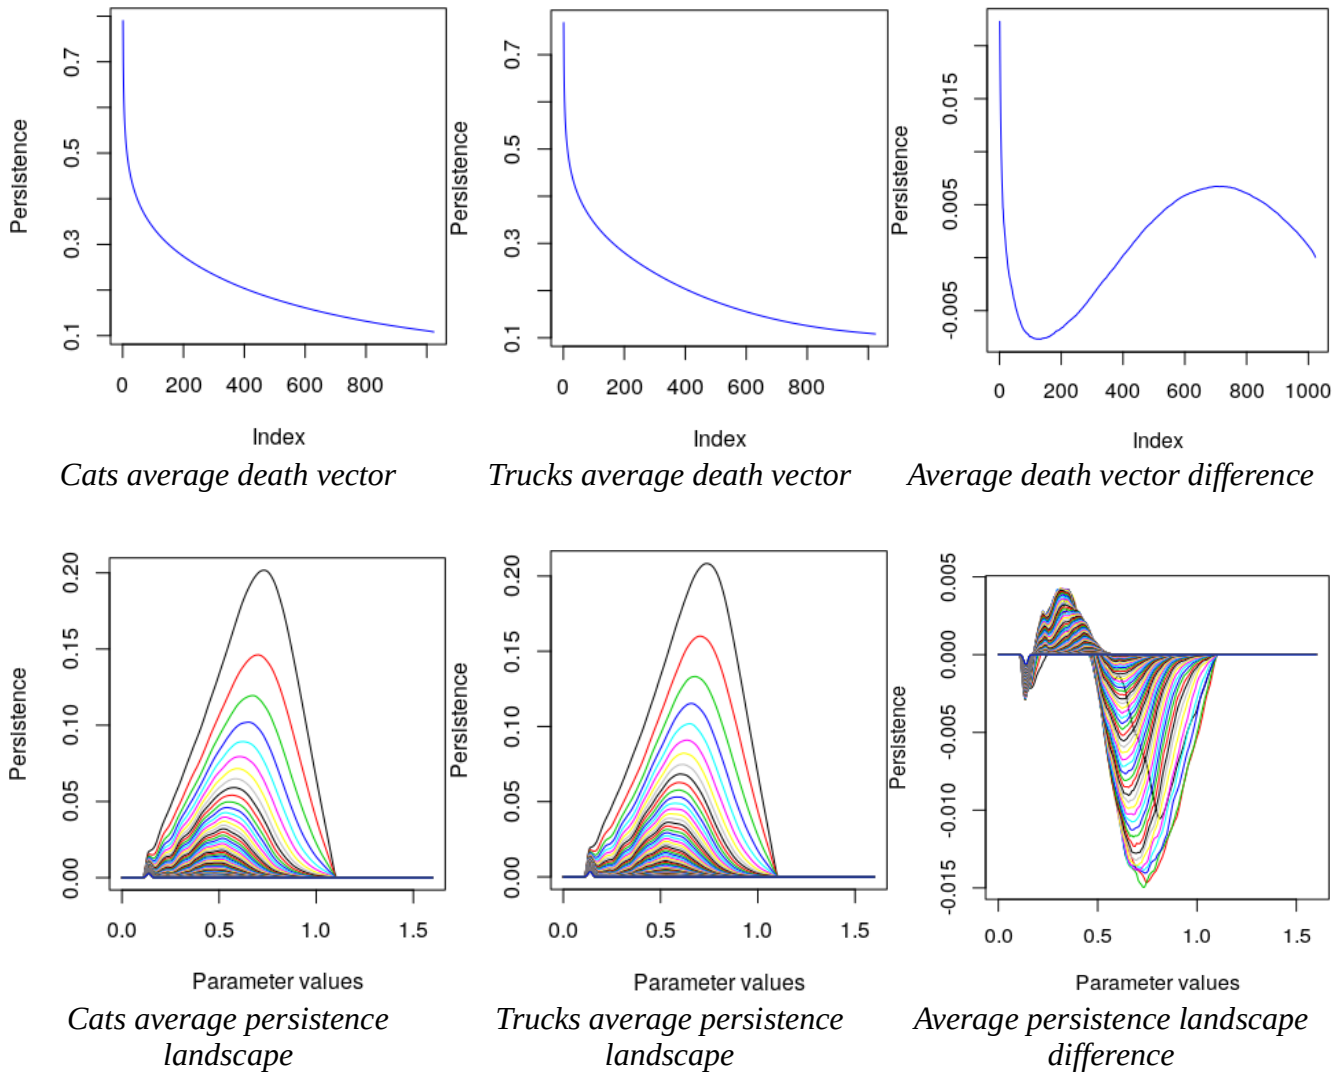 Persistence
0.1
0.3
0.5
0.7
0 200 400 600 800
Index
Cats average death vector
Persistence
0.1
0.3
0.5
0.7
0 200 400 600 800
Index
Trucks average death vector
Persistence
-0.005
0.005
0.015
0 200 400 600 800 1000
Index
Average death vector difference
Persistence
0.00
0.05
0.10
0.15
0.20
0.0 0.5 1.0 1.5
Parameter values
Cats average persistence
landscape
Persistence
0.00
0.05
0.10
0.15
0.20
0.0 0.5 1.0 1.5
Parameter values
Trucks average persistence
landscape
Persistence
-0.015
-0.010
-0.005
0.000
0.005
0.0 0.5 1.0 1.5
Parameter values
Average persistence landscape
difference